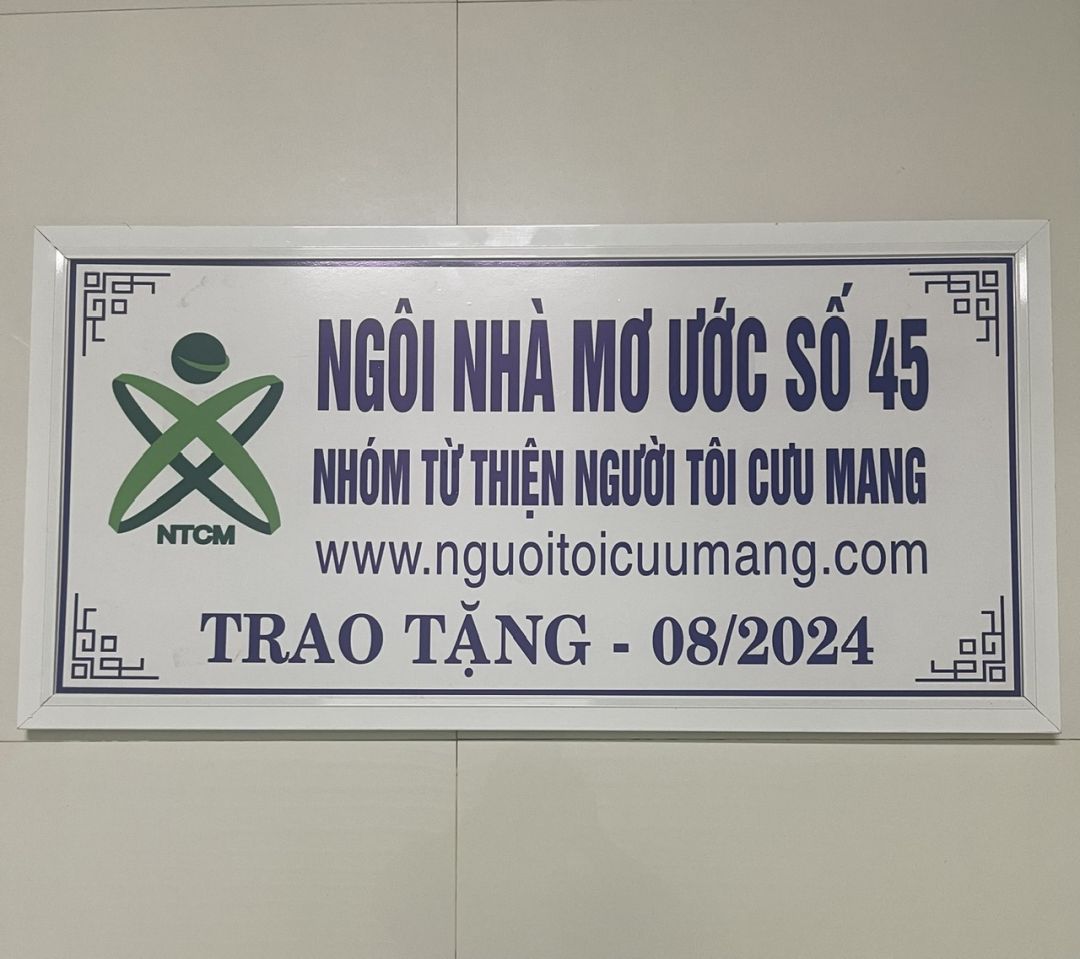 NGÔI NHÀ MƠ ƯỚC SỐ 45
NHÓM TỪ THIỆN NGƯỜI TÔI CƯU MANG
www.nguoitoicuumang.com
NTCM
TRAO TẶNG - 08/2024